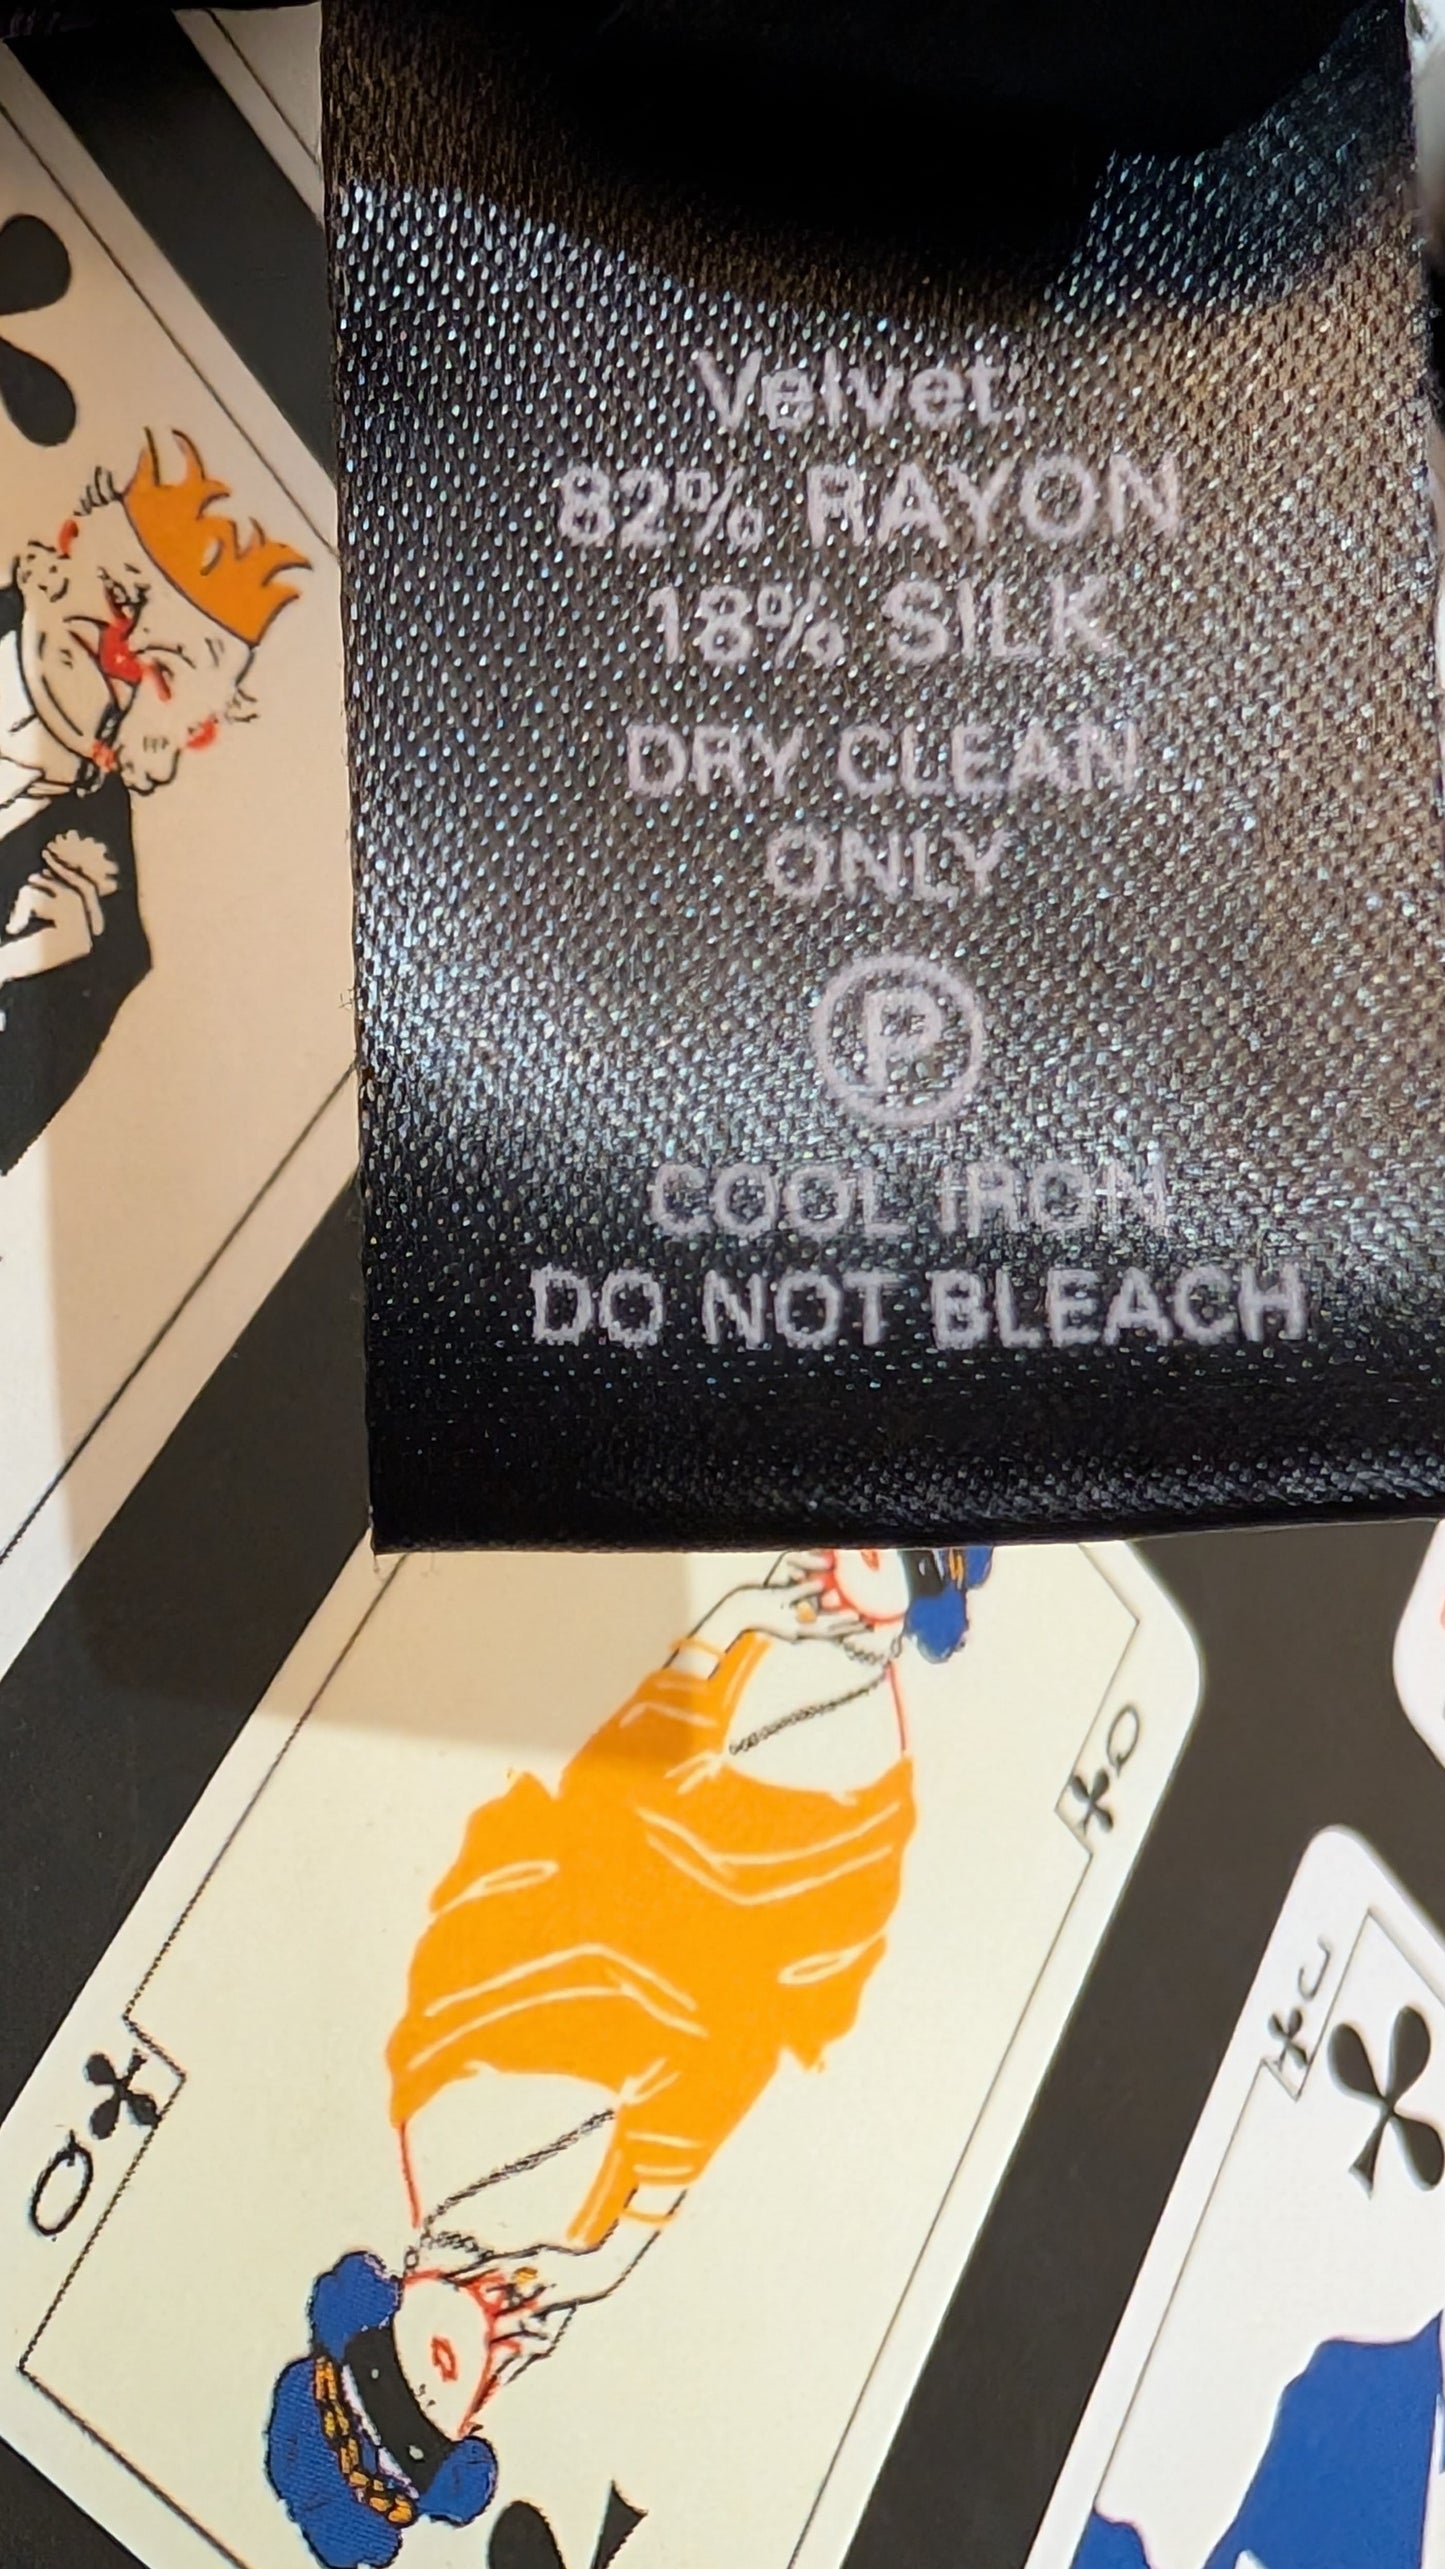 Velvet:
82% RAYON
18% SILK
DRY CLEAN
ONLY
P
COOL IRON
DO NOT BLEACH
Q
Q
J